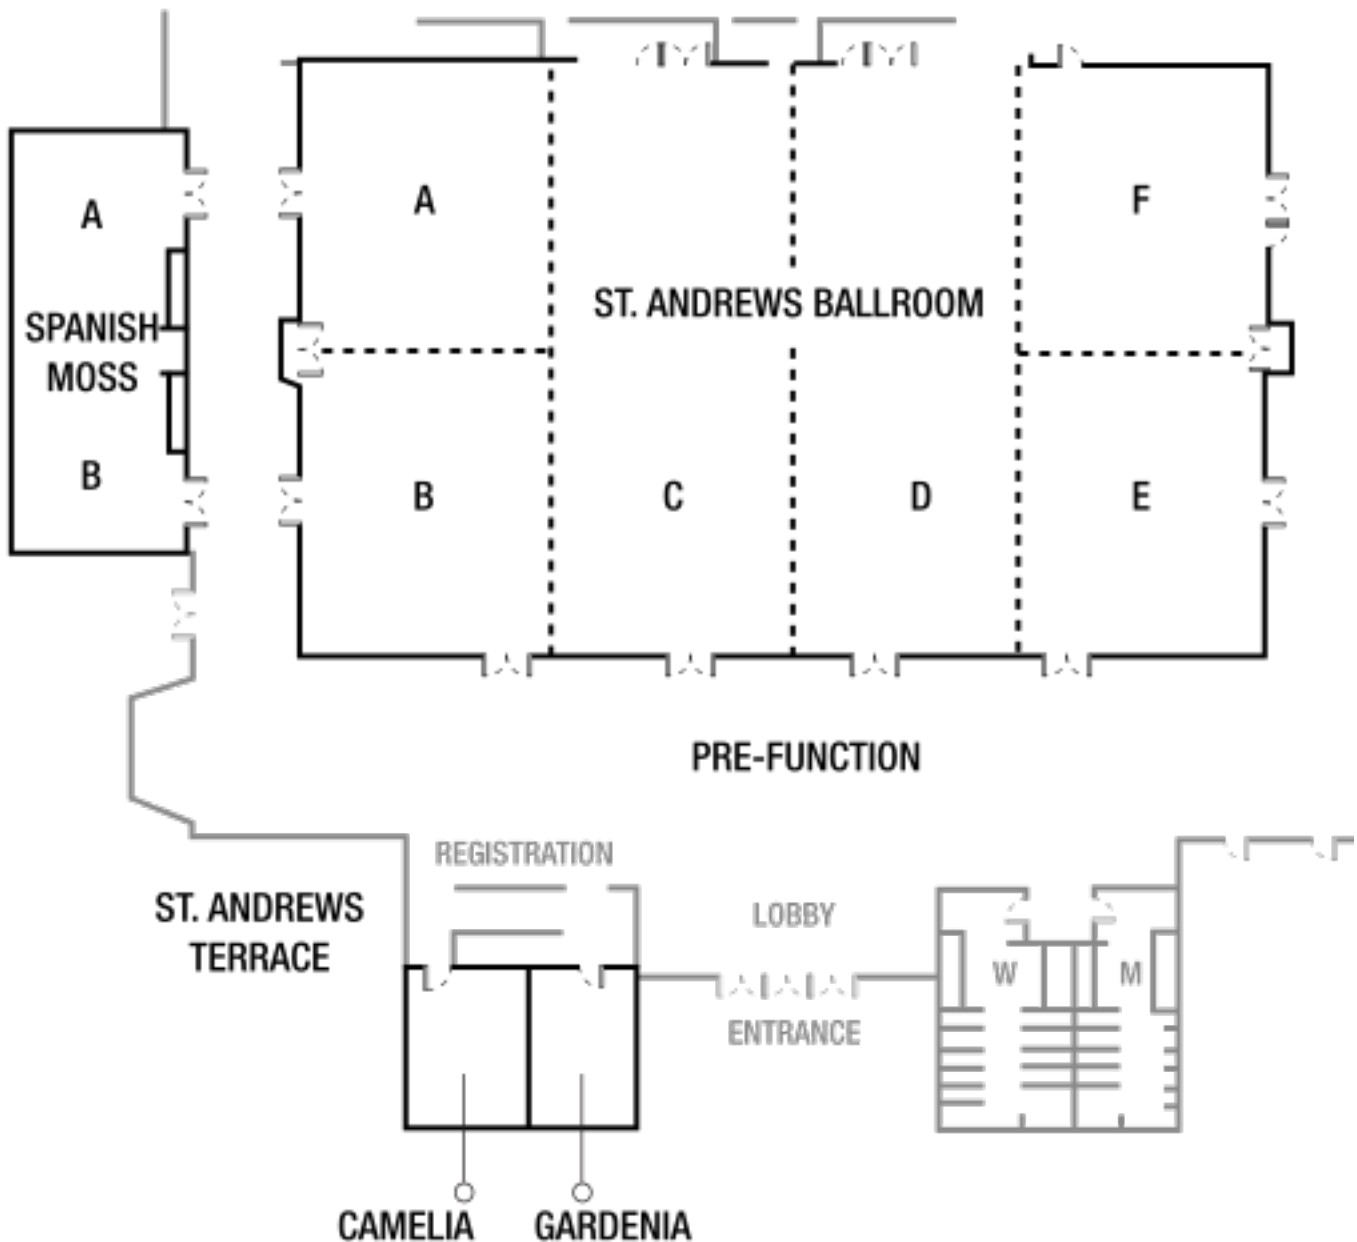 A
A
F
SPANISH
MOSS
ST. ANDREWS BALLROOM
B
B
C
D
E
PRE-FUNCTION
REGISTRATION
ST. ANDREWS
TERRACE
LOBBY
W
M
ENTRANCE
CAMELIA
GARDENIA